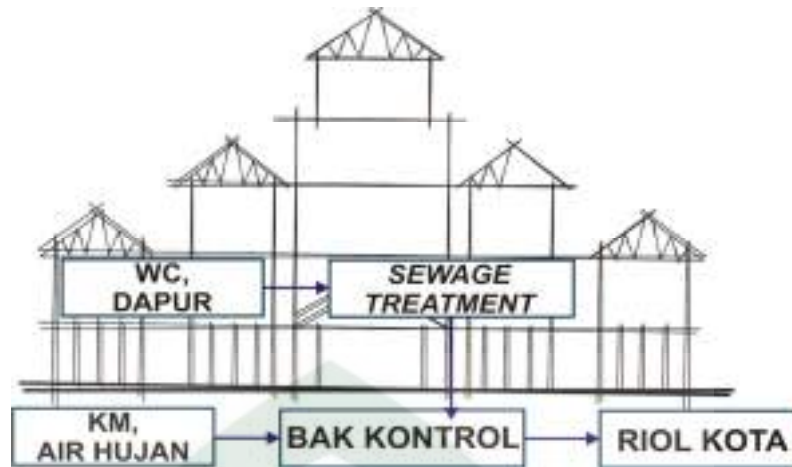 WC,
DAPUR
SEWAGE
TREATMENT
KM,
AIR HUJAN
BAK KONTROL
RIOL KOTA